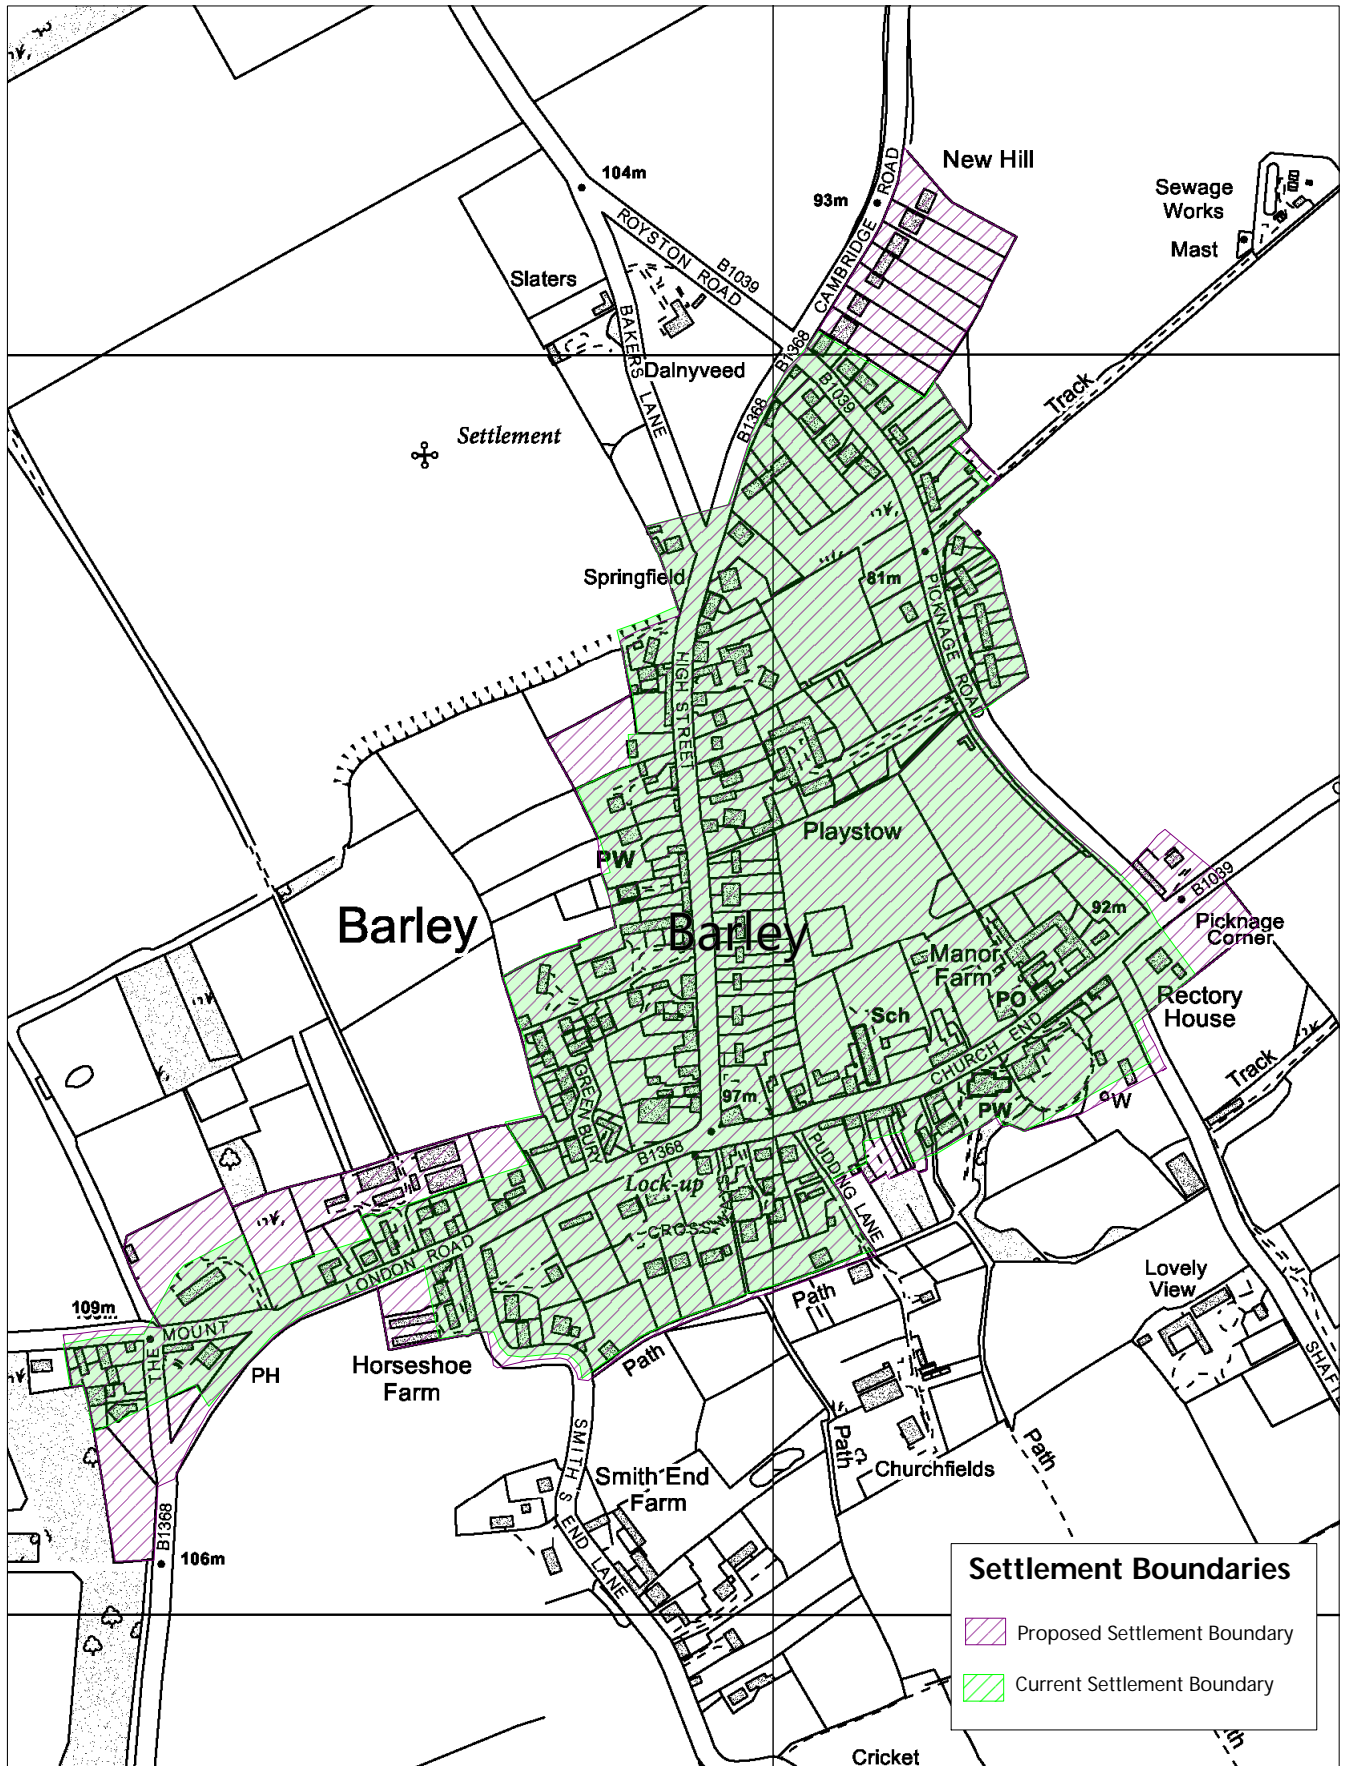 New Hill
104m
93m
Sewage
Works
Mast
ROYSTON ROAD
B1039
CAMBRIDGE ROAD
Slaters
BAKERS LANE
B1368
Dalnyveed
B1368
B1039
Track
Settlement
Springfield
81m
PICKNAGE ROAD
HIGH STREET
Playstow
PW
B1039
92m
Picknage
Corner
Barley
Barley
Manor
Farm
PO
Rectory
House
Sch
CHURCH END
Track
GREENBURY
97m
PW
W
B1368
PUDDING LANE
Lock-up
CROSS
LONDON ROAD
Lovely
View
109m
THE MOUNT
Path
PH
Horseshoe
Farm
Path
SMITH'S END LANE
Path
Path
Churchfields
Smith End
Farm
B1368
106m
Settlement Boundaries
Proposed Settlement Boundary
Current Settlement Boundary
Cricket